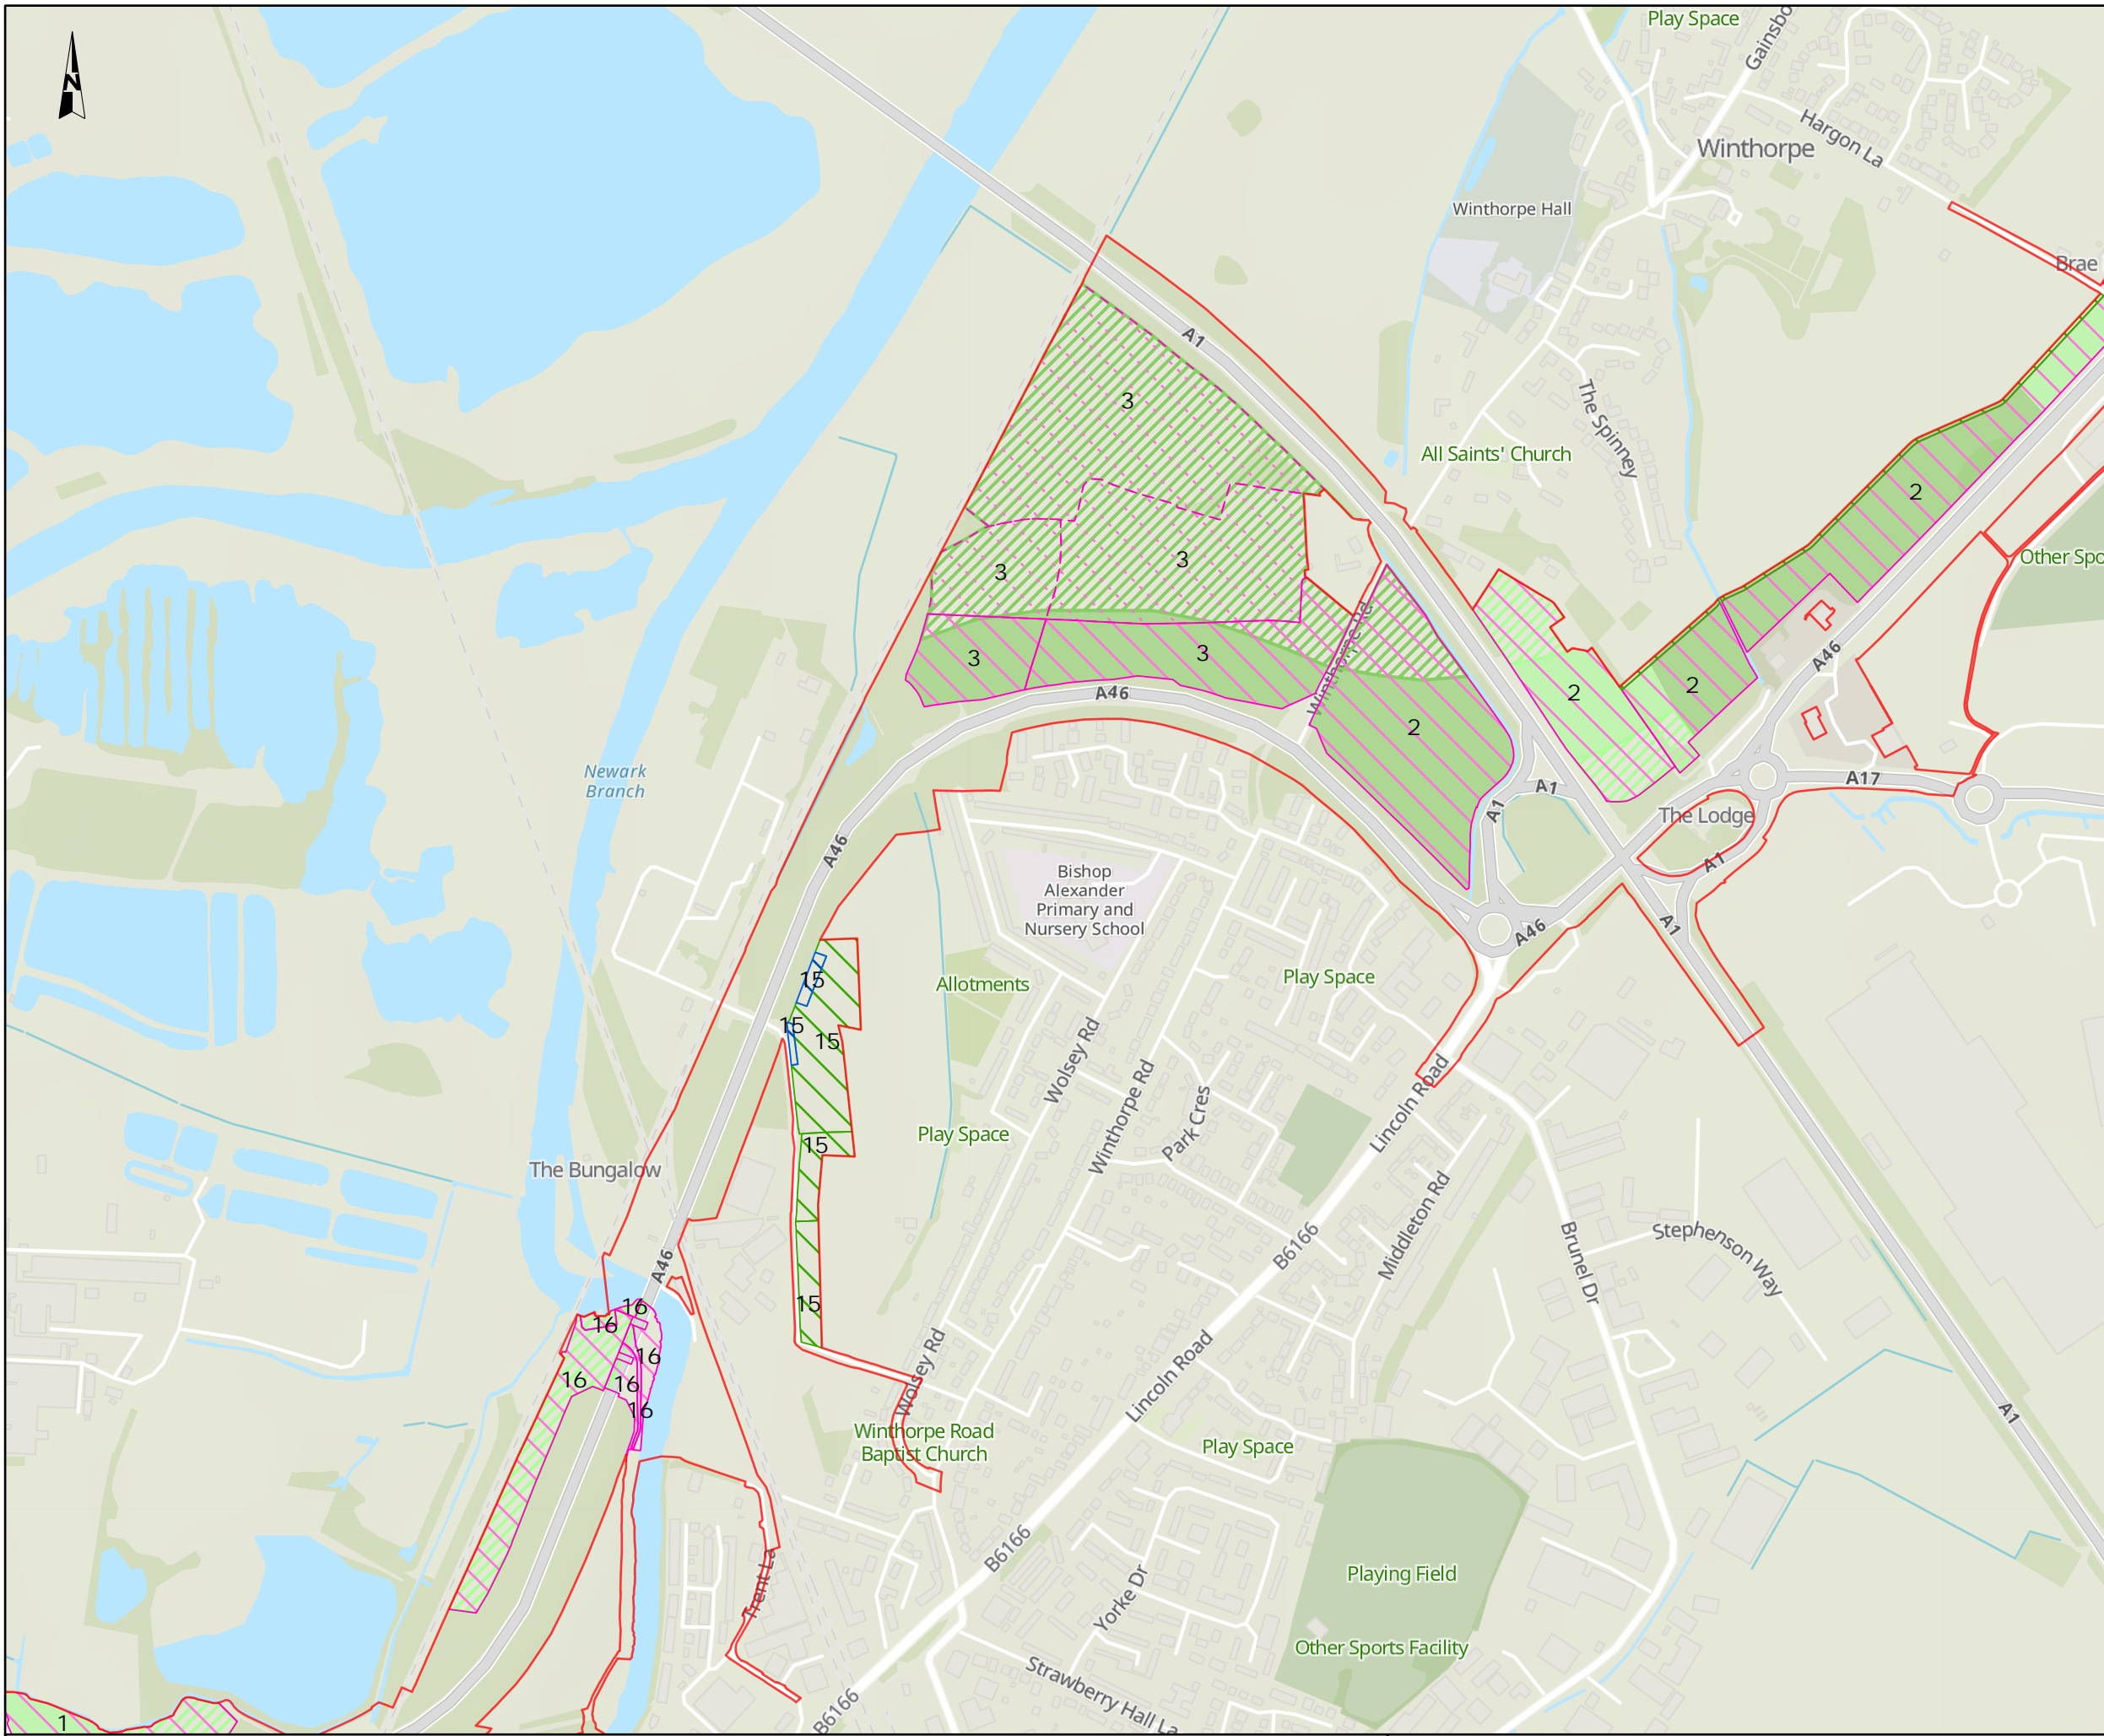 Play Space
Gainsbo
N
Hargon La
Winthorpe
Winthorpe Hall
Brae
A1
3
The Spinney
All Saints' Church
2
Other Spo
3
3
Winthorpe Rd
3
3
A46
2
2
2
A46
Newark
Branch
A1
A17
A1
The Lodge
A46
A1
Bishop
Alexander
Primary and
Nursery School
A46
A1
15
Allotments
Play Space
15
15
Wolsey Rd
Winthorpe Rd
Park Cres
Lincoln Road
Play Space
15
The Bungalow
Middleton Rd
B6166
Brunel Dr
Stephenson Way
A46
15
16
16
16
16
16
16
Wolsey Rd
Lincoln Road
A1
Winthorpe Road
Baptist Church
Play Space
B6166
Trent La
Yorke Dr
Playing Field
Other Sports Facility
Strawberry Hall La
B6166
1